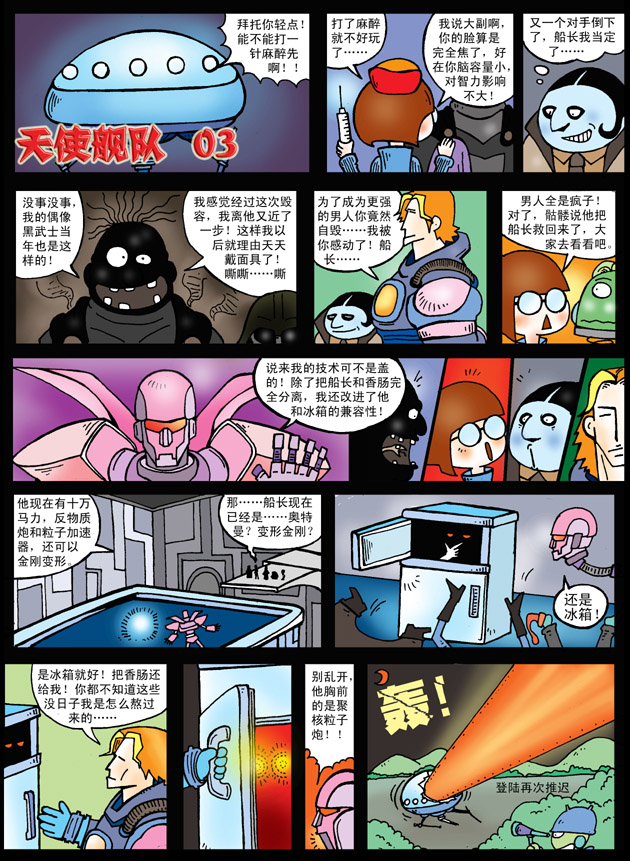 拜托你轻点！
能不能打一
针麻醉先
啊！！
天使舰队 03
打了麻醉
就不好玩
了……
我说大副啊，
你的脸算是
完全焦了，好
在你脑容量小，
对智力影响
不大！
又一个对手倒下
了，船长我当定
了……
没事没事，
我的偶像
黑武士当
年也是这
样的！
我感觉经过这次毁
容，我离他又近了
一步！这样我以
后就理由天天
戴面具了！
嘶嘶……嘶
为了成为更强
的男人你竟然
自毁……我被
你感动了！船
长……
男人全是疯子！
对了，骷髅说他把
船长救回来了，大
家去看看吧。
说来我的技术可不是盖
的！除了把船长和香肠完
全分离，我还改进了他
和冰箱的兼容性！
他现在有十万
马力，反物质
炮和粒子加速
器，还可以
金刚变形。
那……船长现在
已经是……奥特
曼？变形金刚？
还是
冰箱！
是冰箱就好！把香肠还
给我！你都不知道这些
没日子我是怎么熬过
来的……
别乱开，
他胸前
的是聚
核粒子
炮！！
轰！
登陆再次推迟